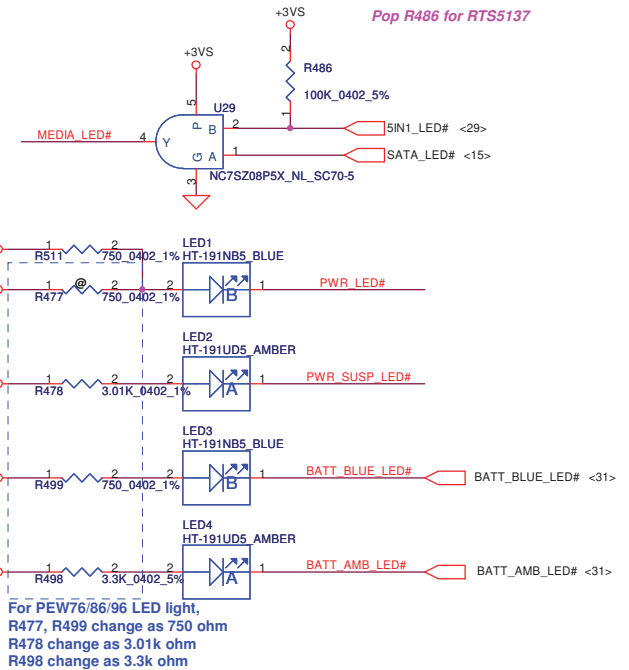 +3VS
Pop R486 for RTS5137
+3VS
2
R486
100K_0402_5%
1
5
U29
P
B
2
5IN1_LED# <29>
MEDIA_LED#
4
Y
G
A
1
SATA_LED# <15>
3
NC7SZ08P5X_NL_SC70-5
1
2
R511
750_0402_1%
LED1
HT-191NB5_BLUE
1
@
2
2
B
1
PWR_LED#
R477
750_0402_1%
LED2
HT-191UD5_AMBER
1
2
2
A
1
PWR_SUSP_LED#
R478
3.01K_0402_1%
LED3
HT-191NB5_BLUE
1
2
2
B
1
BATT_BLUE_LED#
BATT_BLUE_LED# <31>
R499
750_0402_1%
LED4
HT-191UD5_AMBER
1
2
2
A
1
BATT_AMB_LED#
BATT_AMB_LED# <31>
R498
3.3K_0402_5%
For PEW76/86/96 LED light,
R477, R499 change as 750 ohm
R478 change as 3.01k ohm
R498 change as 3.3k ohm